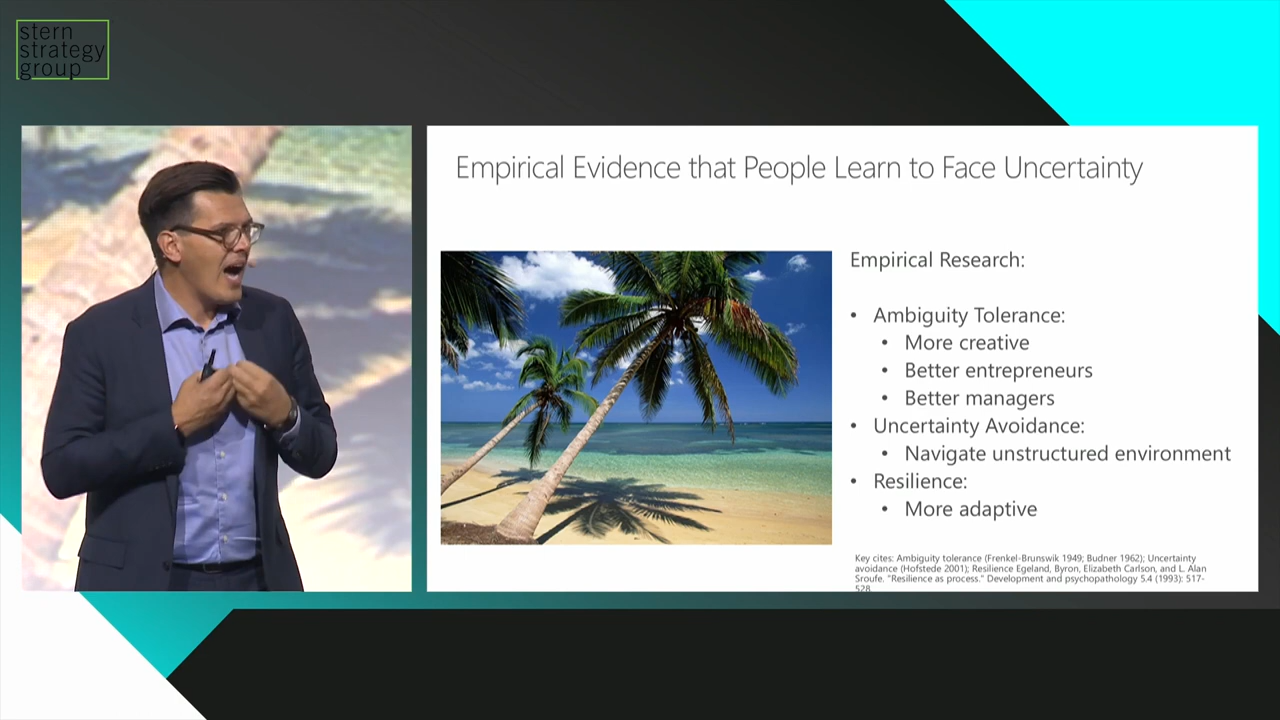 stern
strategy
group
Empirical Evidence that People Learn to Face Uncertainty
Empirical Research:
• Ambiguity Tolerance:
• More creative
• Better entrepreneurs
• Better managers
• Uncertainty Avoidance:
• Navigate unstructured environment
• Resilience:
• More adaptive
Key cites: Ambiguity tolerance (Frenkel-Brunswik 1949; Budner 1962); Uncertainty
avoidance (Hofstede 2001); Resilience Egeland, Byron, Elizabeth Carlson, and L. Alan
Sroufe. "Resilience as process." Development and psychopathology 5.4 (1993): 517-
528.